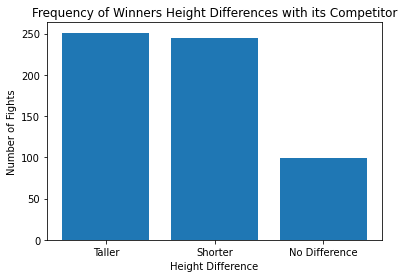 Frequency of Winners Height Differences with its Competitor
250
200
150
100
50
0
Number of Fights
Taller
Shorter
No Difference
Height Difference